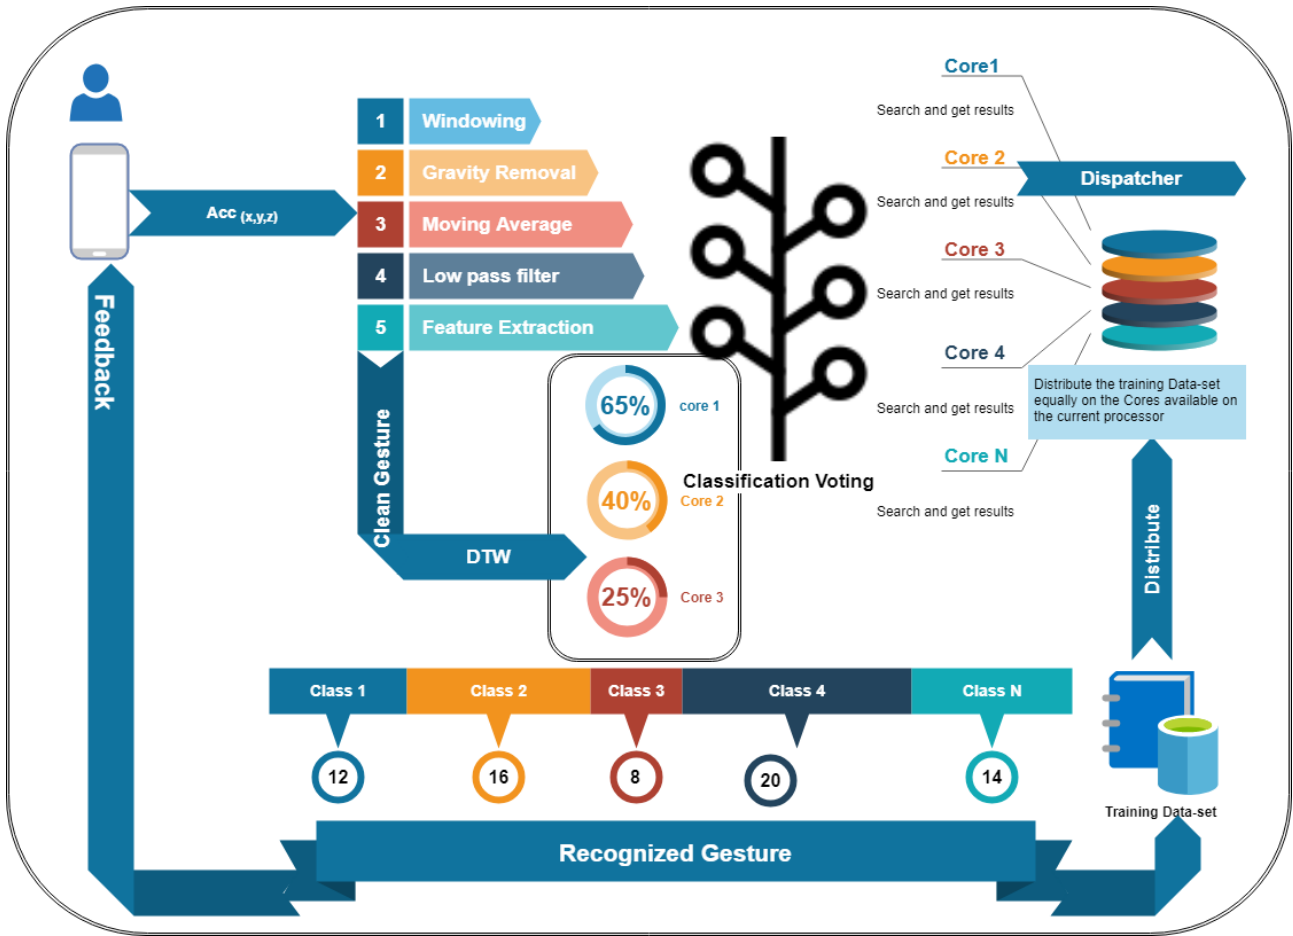 Acc (x,y,z)
1 Windowing
2 Gravity Removal
3 Moving Average
4 Low pass filter
5 Feature Extraction
Clean Gesture
DTW
65% core 1
40% Core 2
25% Core 3
Classification Voting
Core1
Search and get results
Core 2
Search and get results
Core 3
Search and get results
Core 4
Search and get results
Core N
Search and get results
Dispatcher
Distribute the training Data-set
equally on the Cores available on
the current processor
Distribute
Training Data-set
Class 1
Class 2
Class 3
Class 4
Class N
12
16
8
20
14
Recognized Gesture
Feedback